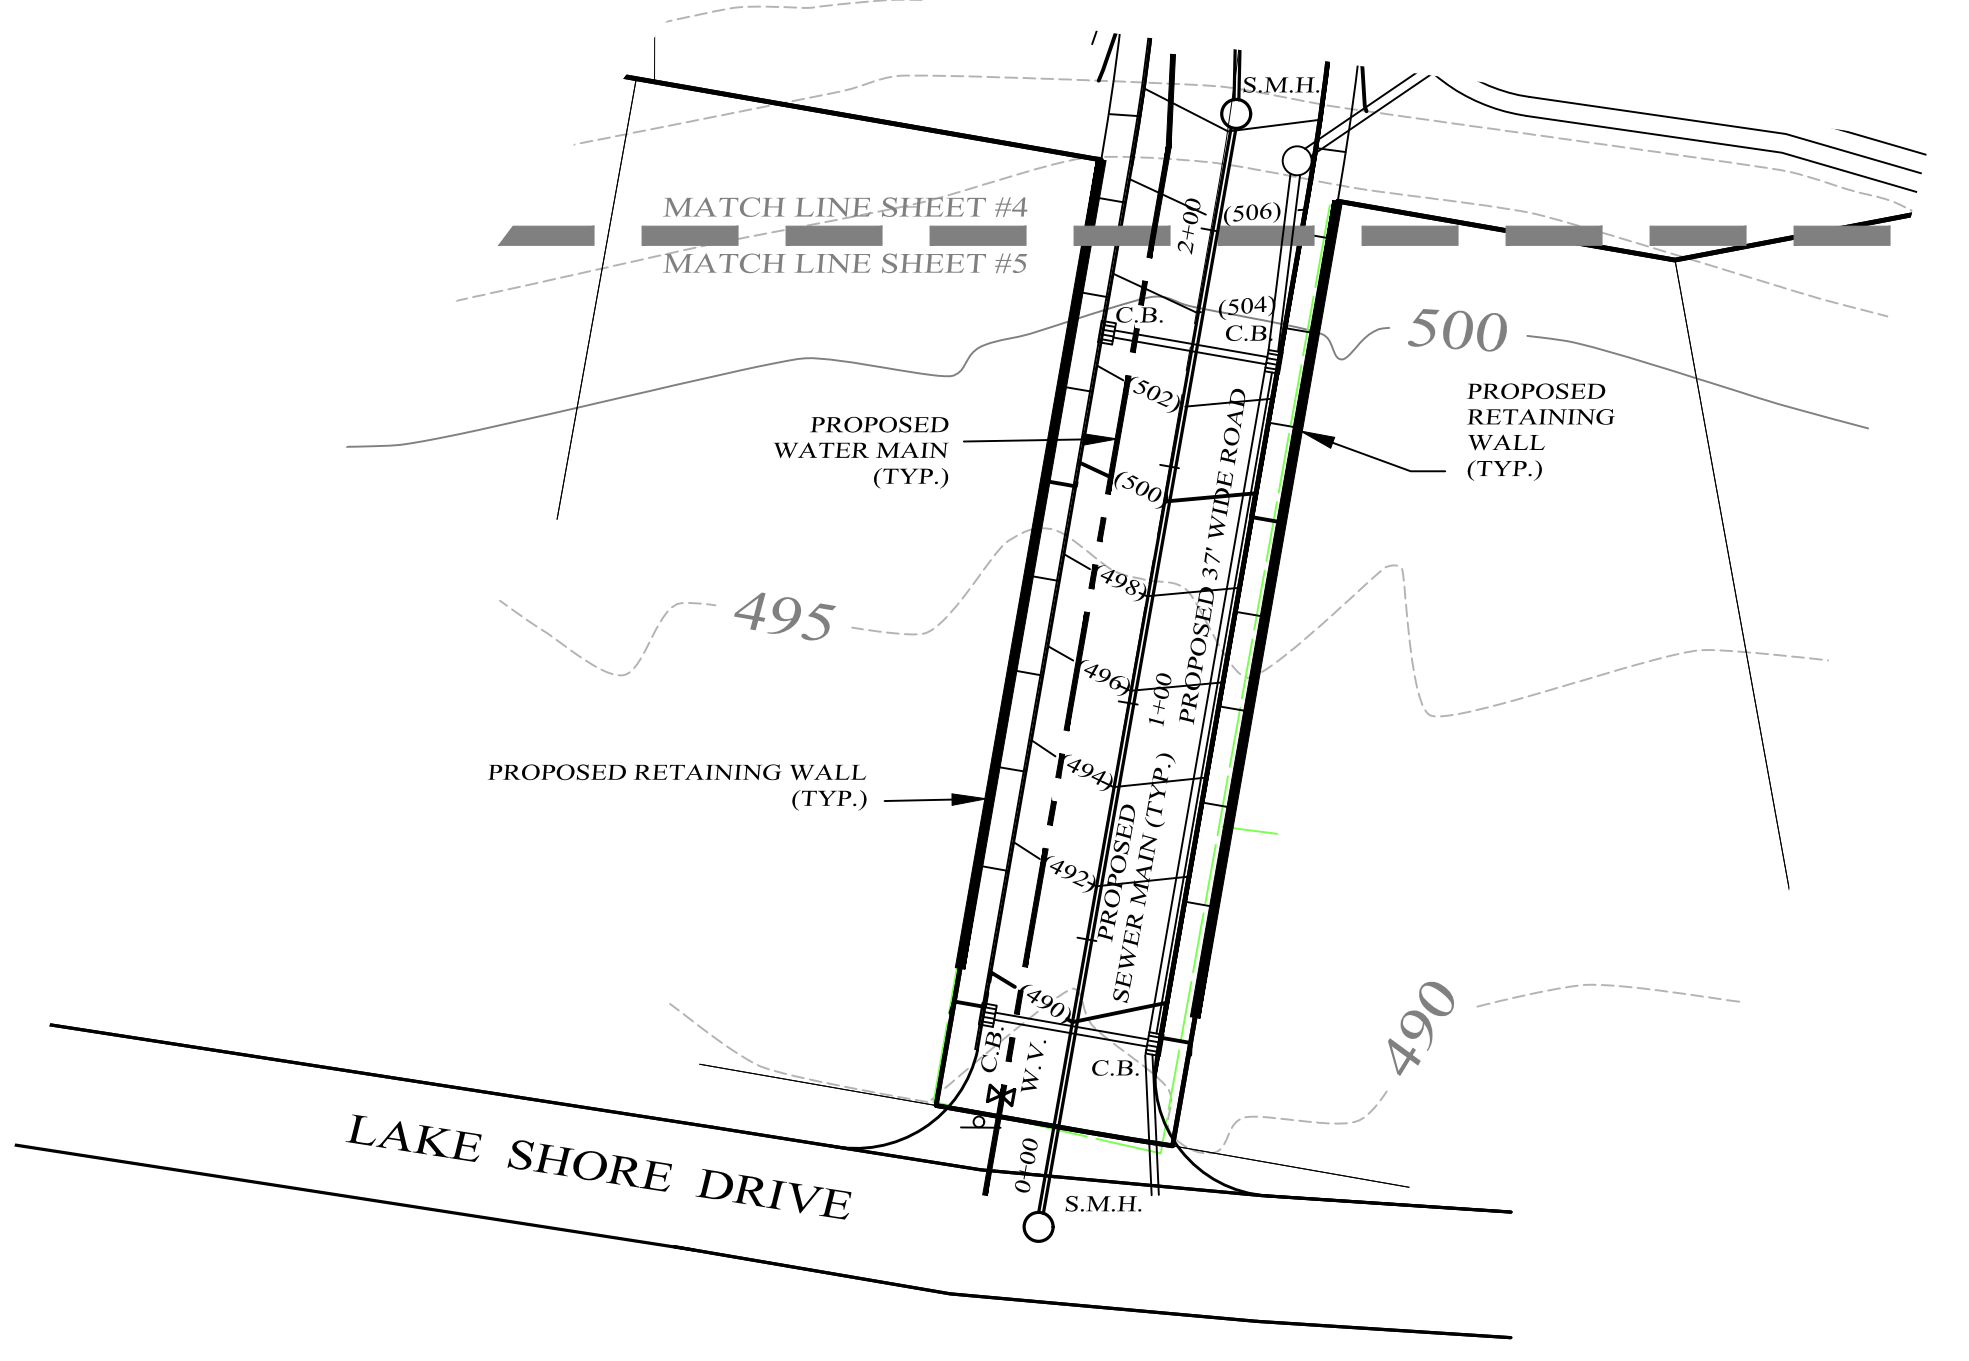 S.M.H.
MATCH LINE SHEET #4
2+00
(506)
MATCH LINE SHEET #5
(504)
C.B.
C.B.
500
(502)
PROPOSED
RETAINING
WALL
(TYP.)
PROPOSED
WATER MAIN
(TYP.)
(500)
PROPOSED 37' WIDE ROAD
(498)
495
(496)
1+00
(494)
PROPOSED RETAINING WALL
(TYP.)
PROPOSED
SEWER MAIN (TYP.)
(492)
(490)
490
C.B.
W.V.
C.B.
LAKE SHORE DRIVE
0+00
S.M.H.